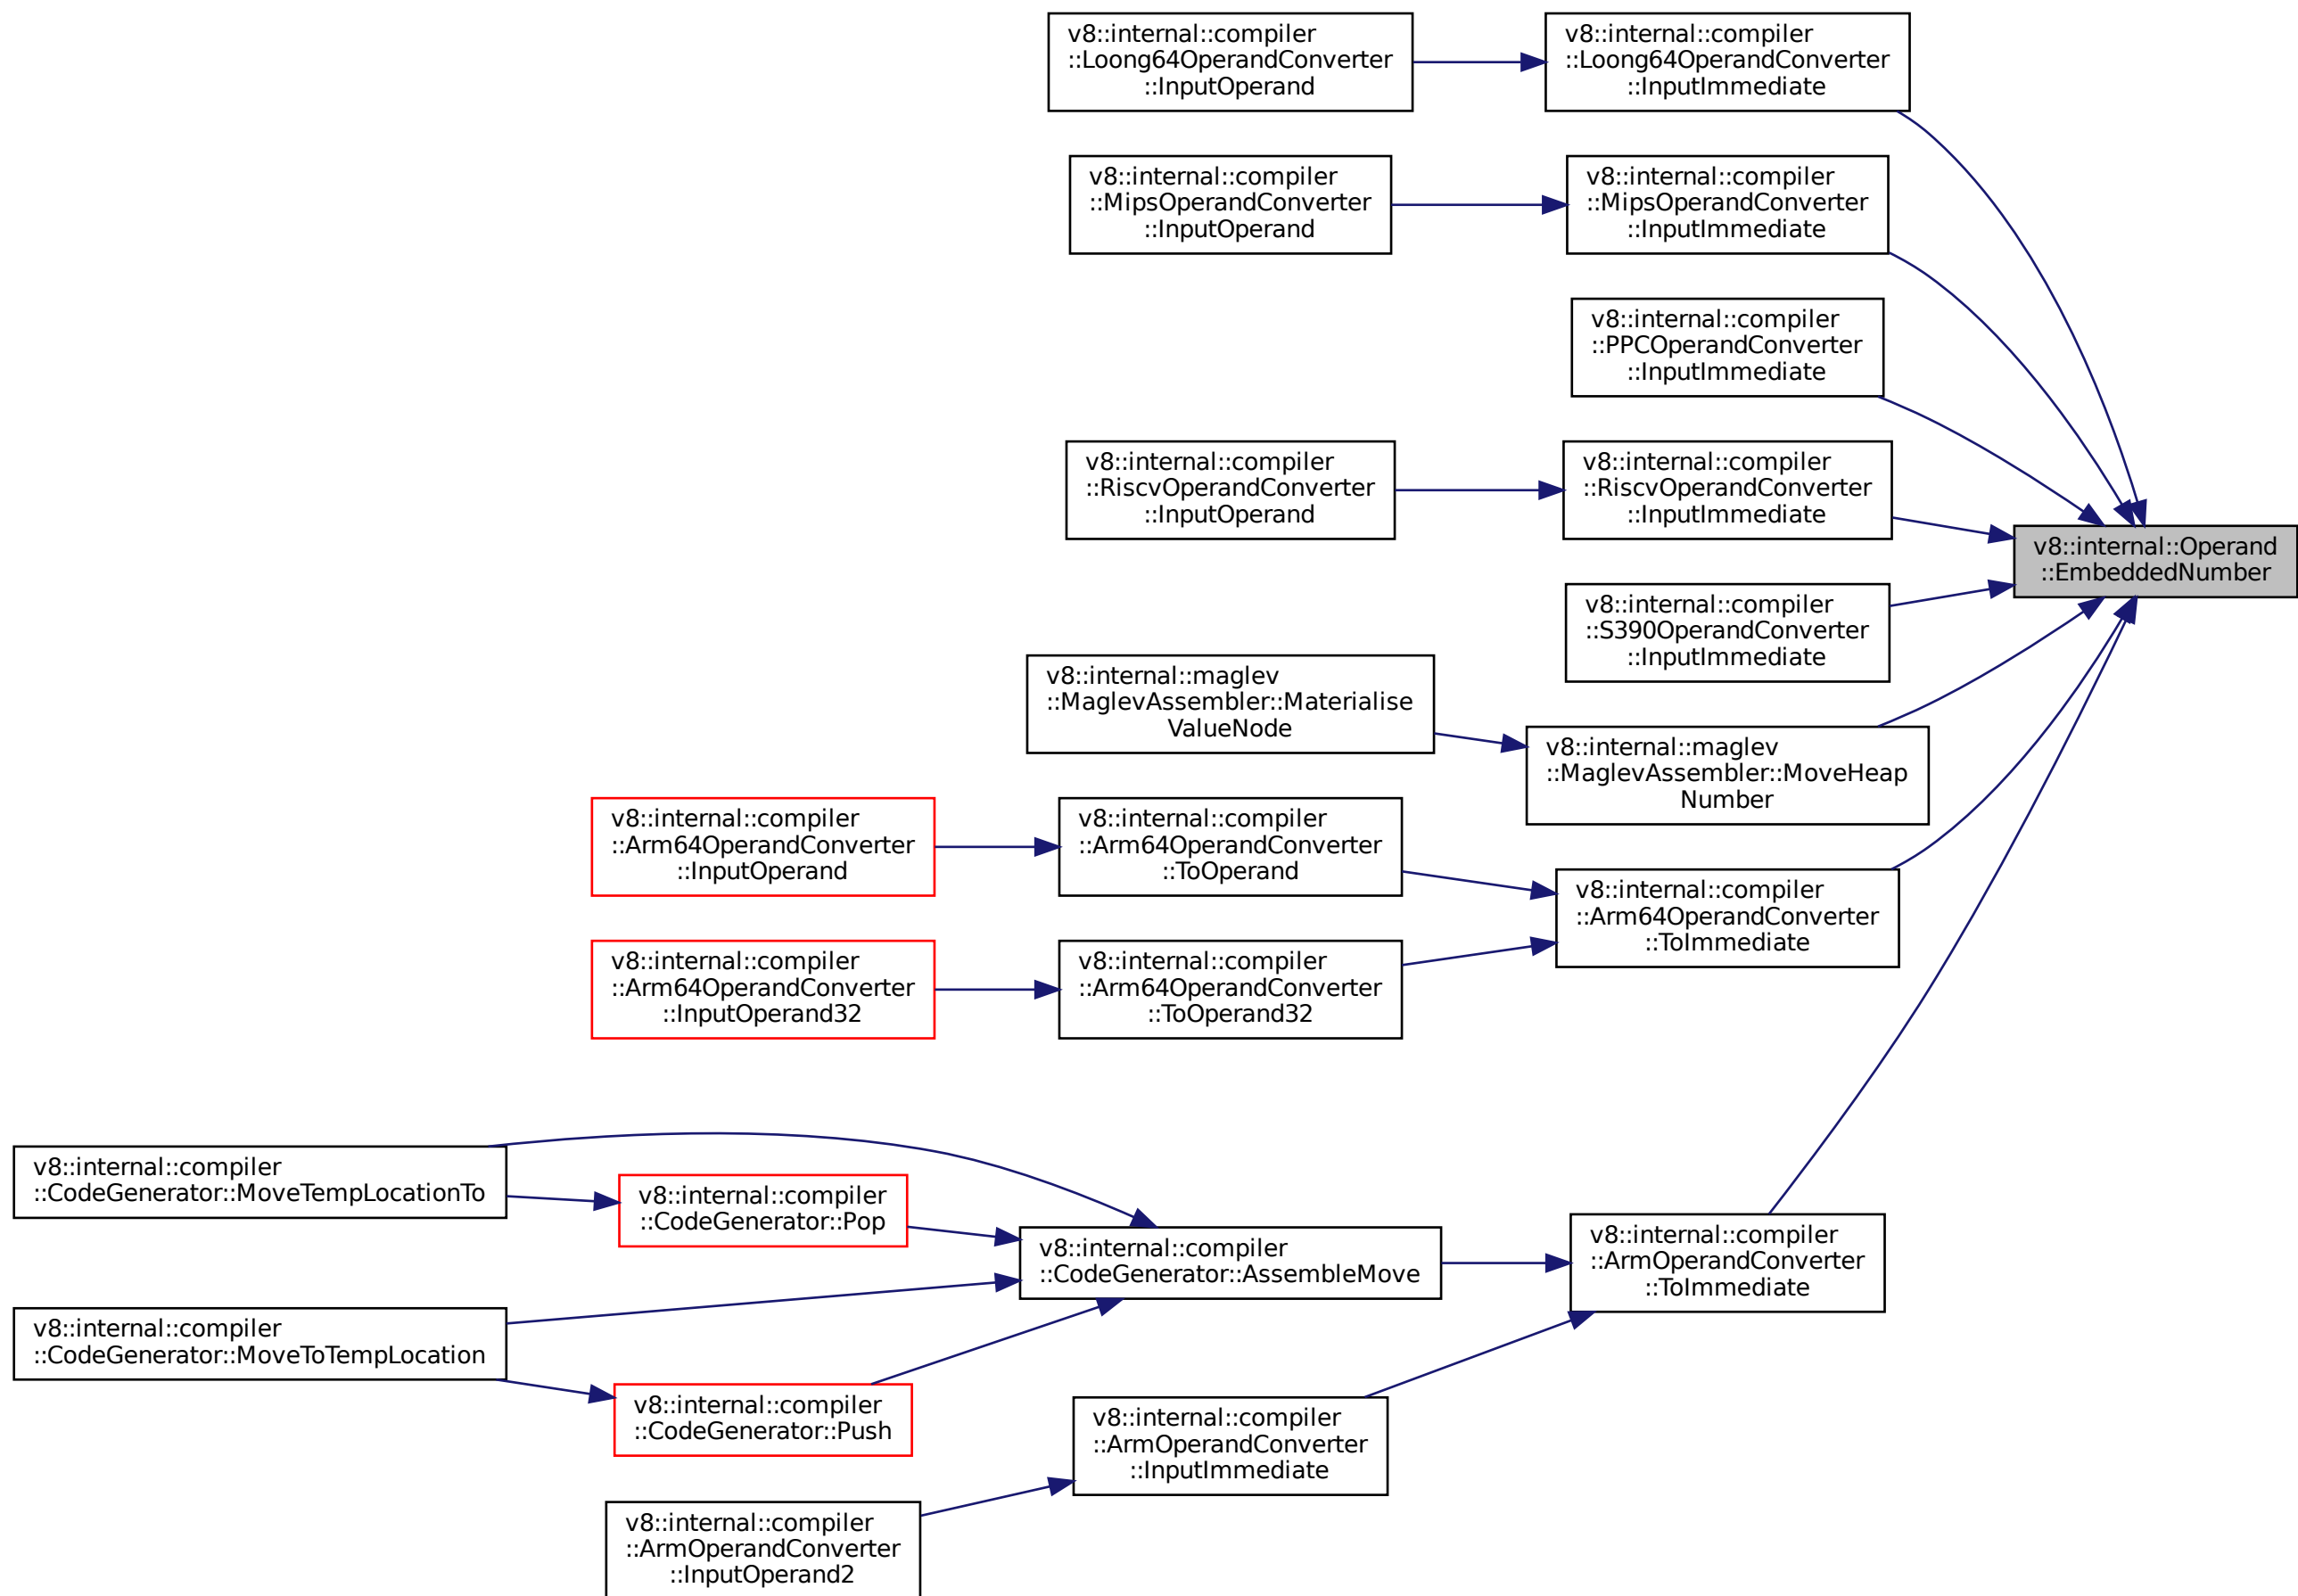 v8::internal::compiler
::Loong64OperandConverter
::InputOperand
v8::internal::compiler
::Loong64OperandConverter
::InputImmediate
v8::internal::compiler
::MipsOperandConverter
::InputOperand
v8::internal::compiler
::MipsOperandConverter
::InputImmediate
v8::internal::compiler
::PPCOperandConverter
::InputImmediate
v8::internal::compiler
::RiscvOperandConverter
::InputOperand
v8::internal::compiler
::RiscvOperandConverter
::InputImmediate
v8::internal::Operand
::EmbeddedNumber
v8::internal::compiler
::S390OperandConverter
::InputImmediate
v8::internal::maglev
::MaglevAssembler::Materialise
ValueNode
v8::internal::maglev
::MaglevAssembler::MoveHeap
Number
v8::internal::compiler
::Arm64OperandConverter
::InputOperand
v8::internal::compiler
::Arm64OperandConverter
::ToOperand
v8::internal::compiler
::Arm64OperandConverter
::ToImmediate
v8::internal::compiler
::Arm64OperandConverter
::InputOperand32
v8::internal::compiler
::Arm64OperandConverter
::ToOperand32
v8::internal::compiler
::CodeGenerator::MoveTempLocationTo
v8::internal::compiler
::CodeGenerator::Pop
v8::internal::compiler
::CodeGenerator::AssembleMove
v8::internal::compiler
::ArmOperandConverter
::ToImmediate
v8::internal::compiler
::CodeGenerator::MoveToTempLocation
v8::internal::compiler
::CodeGenerator::Push
v8::internal::compiler
::ArmOperandConverter
::InputImmediate
v8::internal::compiler
::ArmOperandConverter
::InputOperand2